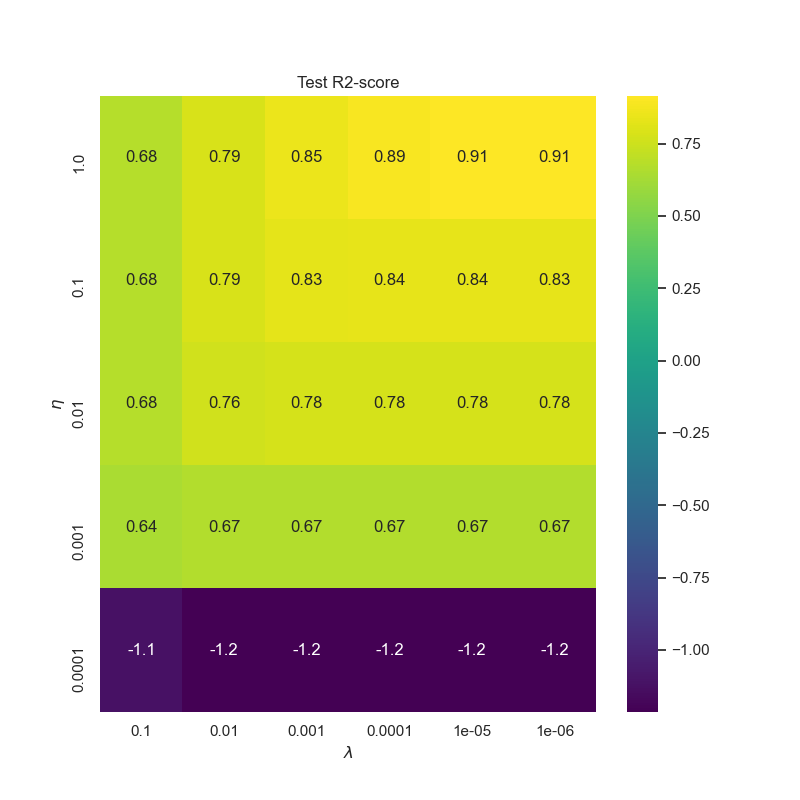 Test R2-score
1.0 0.68 0.79 0.85 0.89 0.91 0.91
0.1 0.68 0.79 0.83 0.84 0.84 0.83
η
0.01 0.68 0.76 0.78 0.78 0.78 0.78
0.001 0.64 0.67 0.67 0.67 0.67 0.67
0.0001 -1.1 -1.2 -1.2 -1.2 -1.2 -1.2
0.1 0.01 0.001 0.0001 1e-05 1e-06
λ
0.75
0.50
0.25
0.00
−0.25
−0.50
−0.75
−1.00